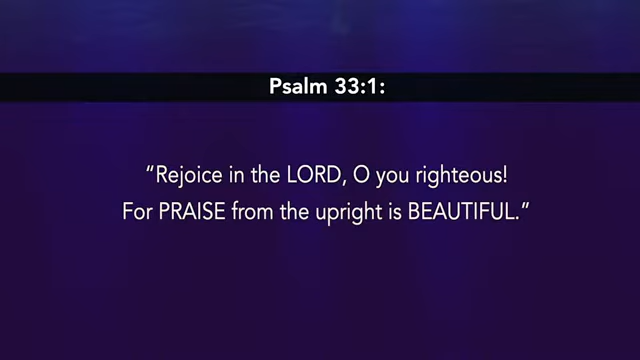 Psalm 33:1:
“Rejoice in the LORD, O you righteous!
For PRAISE from the upright is BEAUTIFUL.”